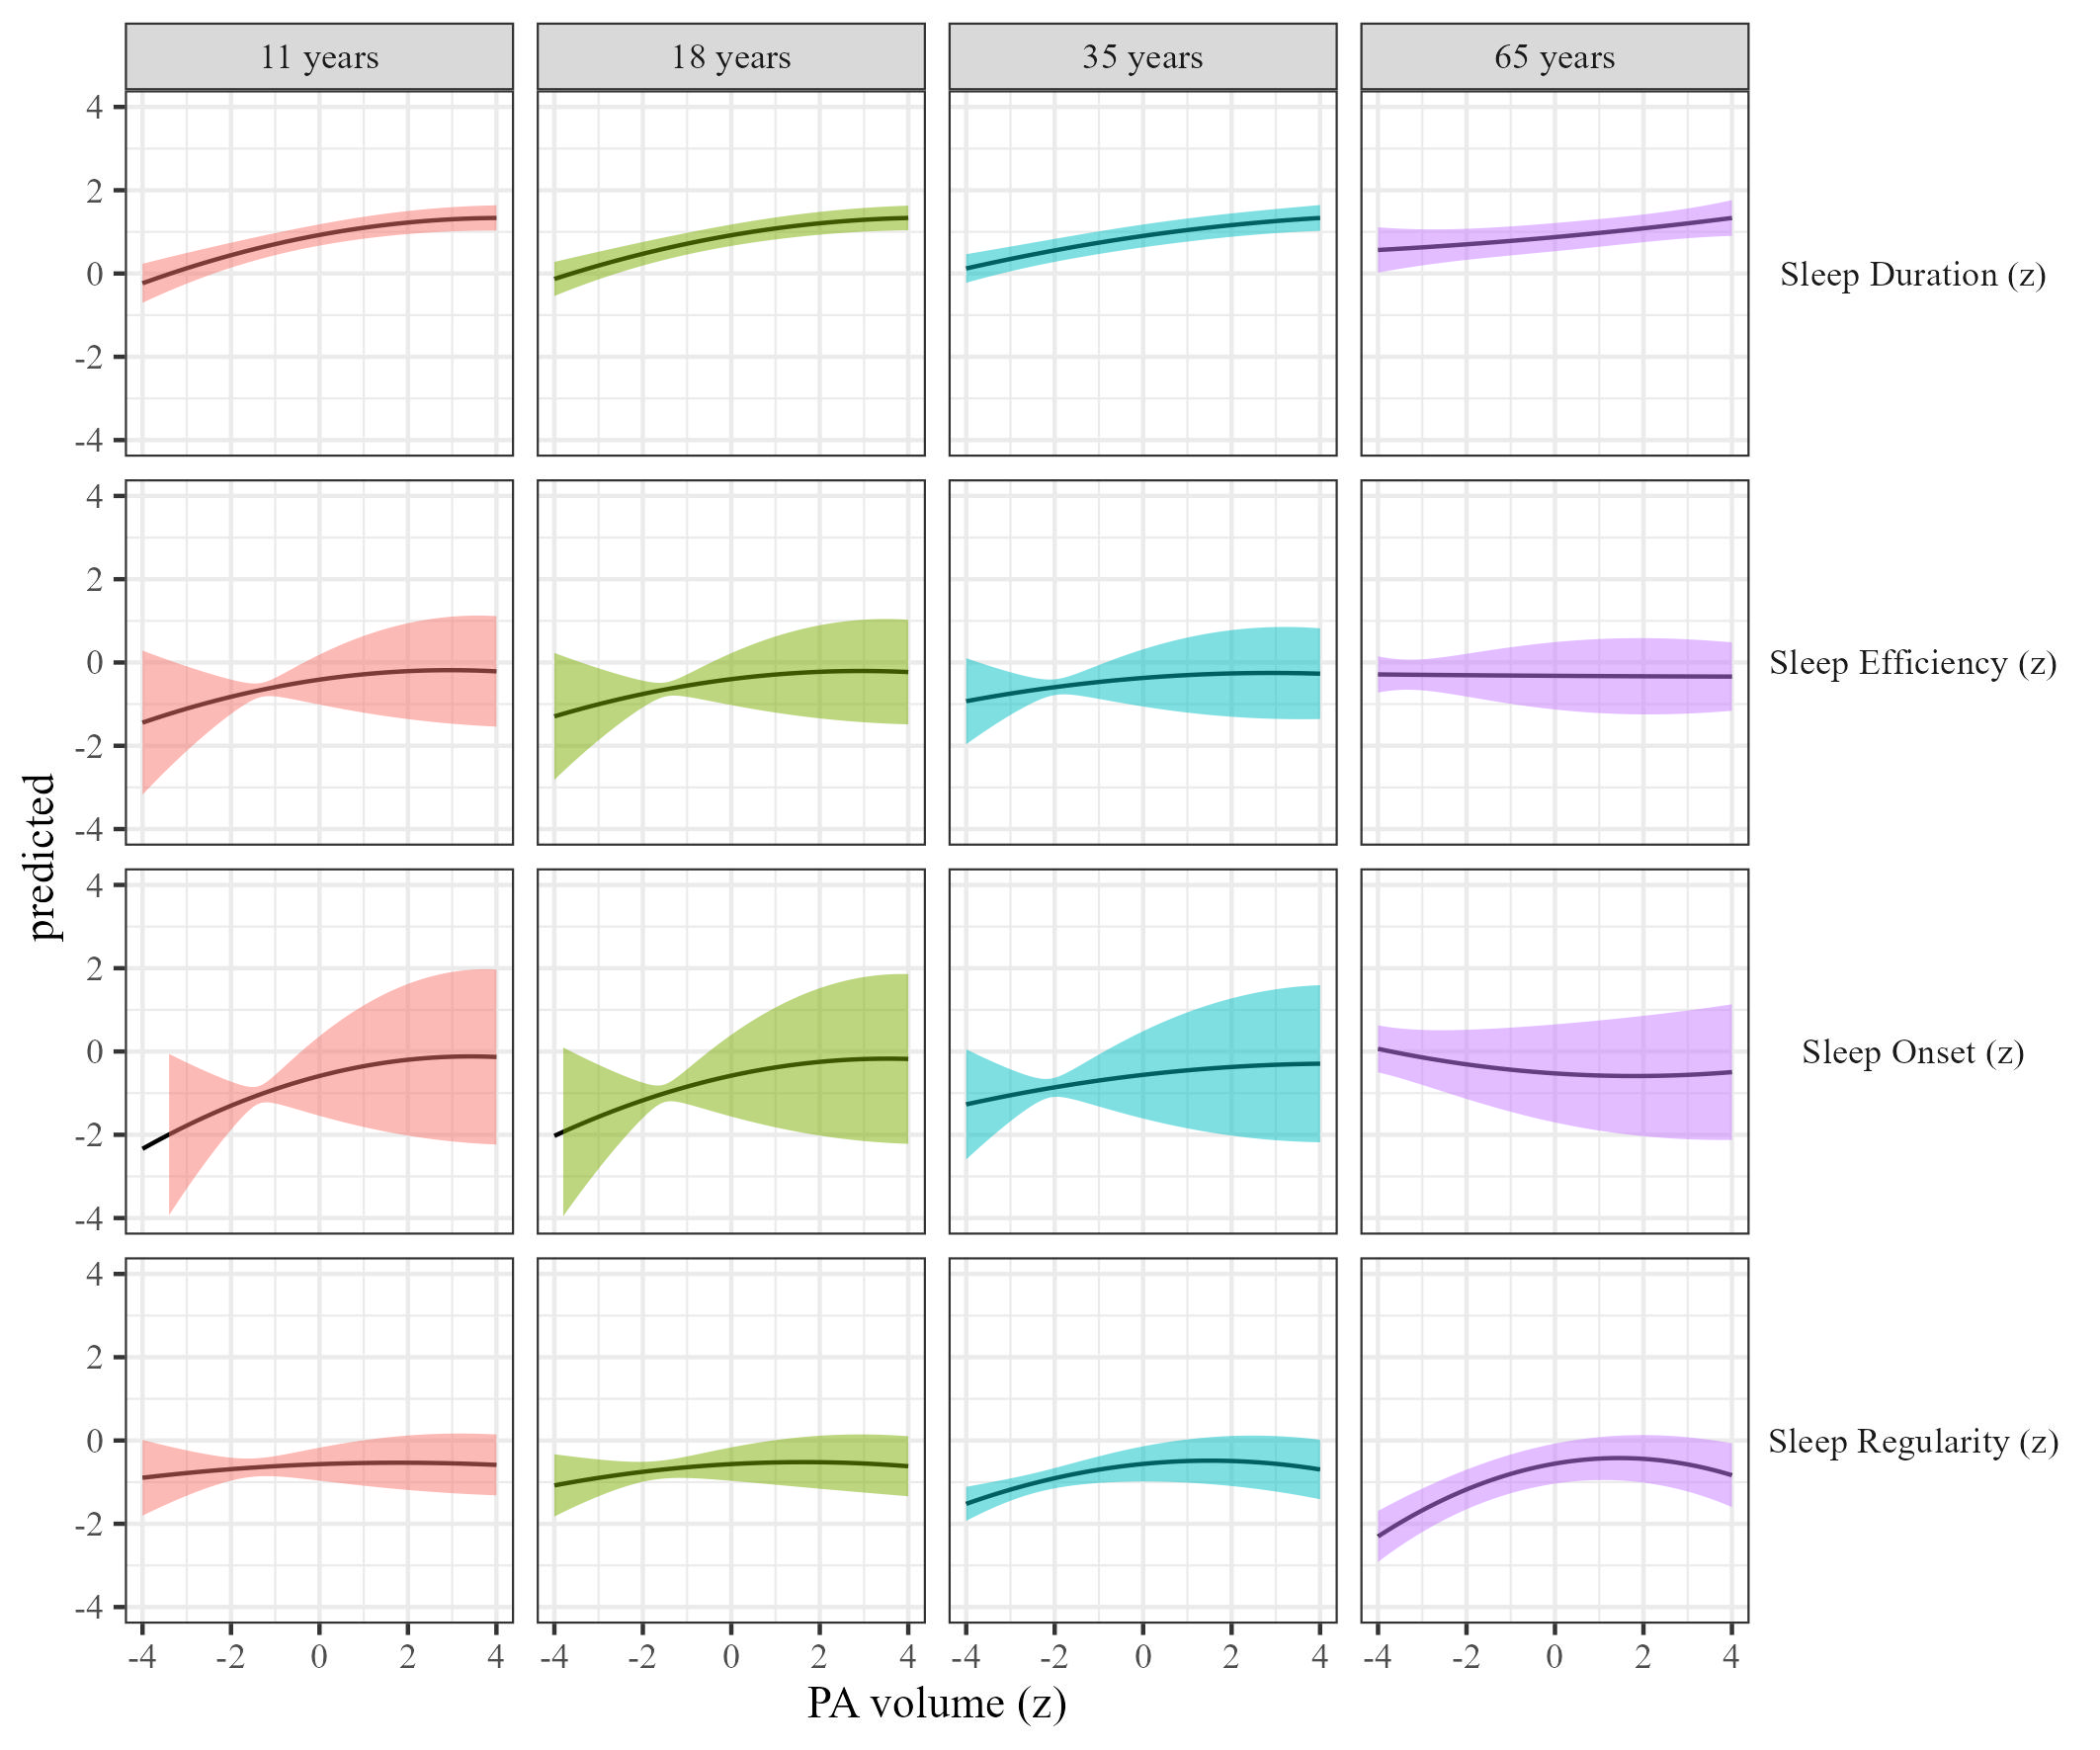 11 years 18 years 35 years 65 years
4
2
0
-2
-4
Sleep Duration (z)
4
2
0
-2
-4
Sleep Efficiency (z)
4
2
0
-2
-4
Sleep Onset (z)
4
2
0
-2
-4
Sleep Regularity (z)
predicted
-4 -2 0 2 4 -4 -2 0 2 4 -4 -2 0 2 4 -4 -2 0 2 4
PA volume (z)